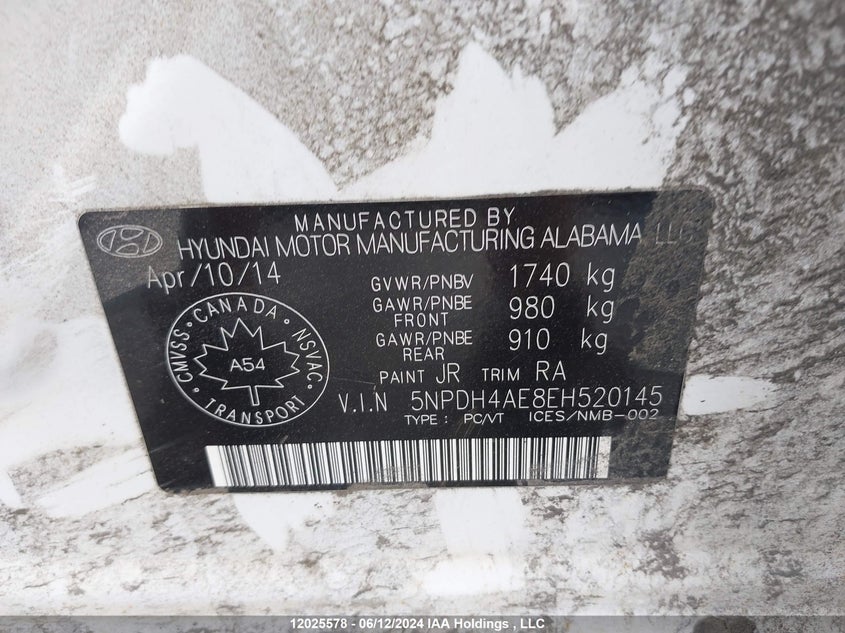 MANUFACTURED BY
HYUNDAI MOTOR MANUFACTURING ALABAMA LLC
Apr/10/14
GVWR/PNBV 1740 kg
GAWR/PNBE FRONT 980 kg
GAWR/PNBE REAR 910 kg
PAINT JR TRIM RA
V.I.N 5NPDH4AE8EH520145
TYPE : PC/VT ICES/NMB-002
CMVSS • CANADA • NSVAC • TRANSPORT •
A54
12025578 - 06/12/2024 IAA Holdings , LLC